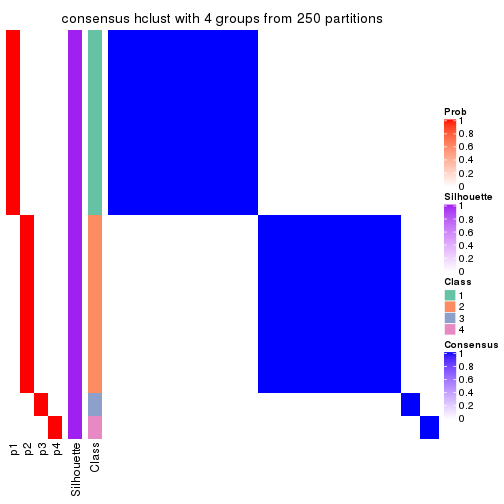 consensus hclust with 4 groups from 250 partitions
Prob
1
0.8
0.6
0.4
0.2
0
Silhouette
1
0.8
0.6
0.4
0.2
0
Class
1
2
3
4
Consensus
1
0.8
0.6
0.4
0.2
0
p1
p2
p3
p4
Silhouette
Class